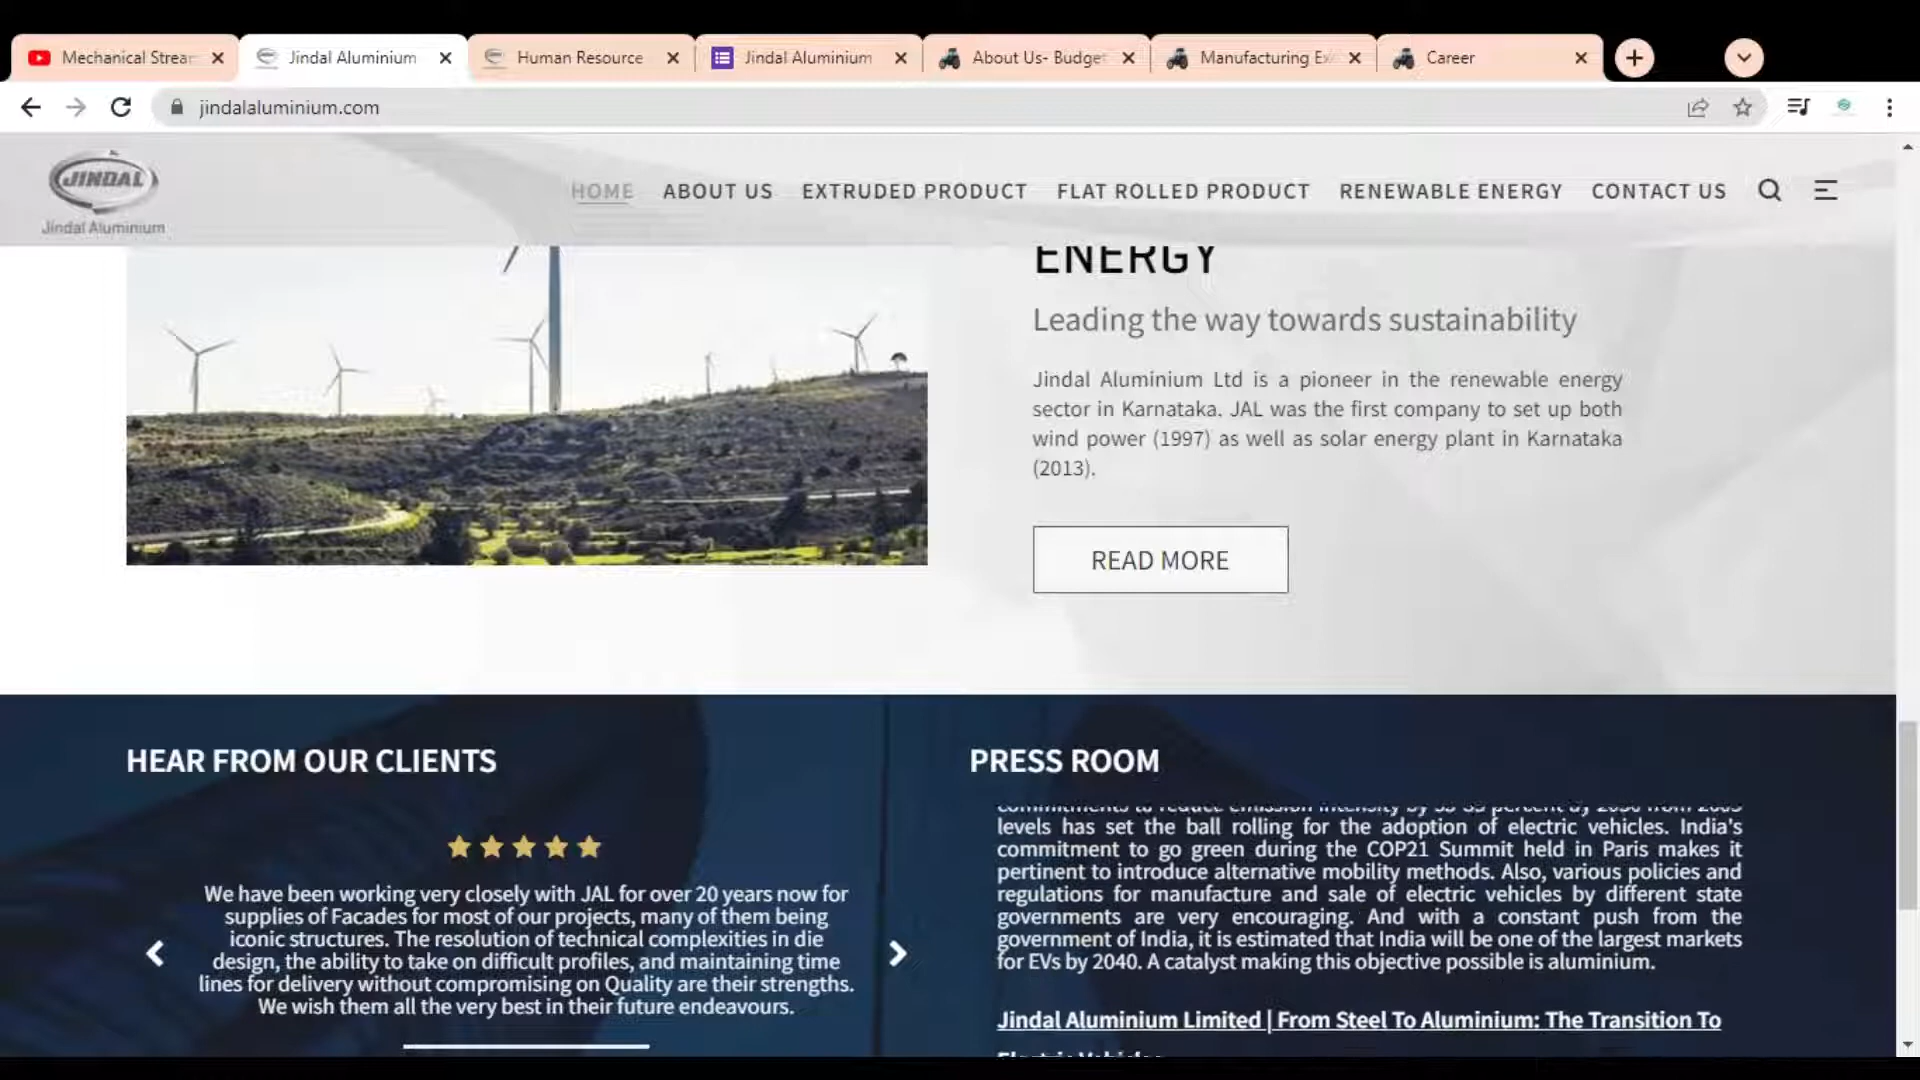 Mechanical Strea
Jindal Aluminium
Human Resource
Jindal Aluminium
About Us- Budge
Manufacturing Ex
Career
jindalaluminium.com
JINDAL
Jindal Aluminium
HOME
ABOUT US
EXTRUDED PRODUCT
FLAT ROLLED PRODUCT
RENEWABLE ENERGY
CONTACT US
ENERGY
Leading the way towards sustainability
Jindal Aluminium Ltd is a pioneer in the renewable energy
sector in Karnataka. JAL was the first company to set up both
wind power (1997) as well as solar energy plant in Karnataka
(2013).
READ MORE
HEAR FROM OUR CLIENTS
We have been working very closely with JAL for over 20 years now for
supplies of Facades for most of our projects, many of them being
iconic structures. The resolution of technical complexities in die
design, the ability to take on difficult profiles, and maintaining time
lines for delivery without compromising on Quality are their strengths.
We wish them all the very best in their future endeavours.
PRESS ROOM
commitments to reduce emission intensity by
levels has set the ball rolling for the adoption of electric vehicles. India's
commitment to go green during the COP21 Summit held in Paris makes it
pertinent to introduce alternative mobility methods. Also, various policies and
regulations for manufacture and sale of electric vehicles by different state
governments are very encouraging. And with a constant push from the
government of India, it is estimated that India will be one of the largest markets
for EVs by 2040. A catalyst making this objective possible is aluminium.
Jindal Aluminium Limited | From Steel To Aluminium: The Transition To
Electric Vehicles